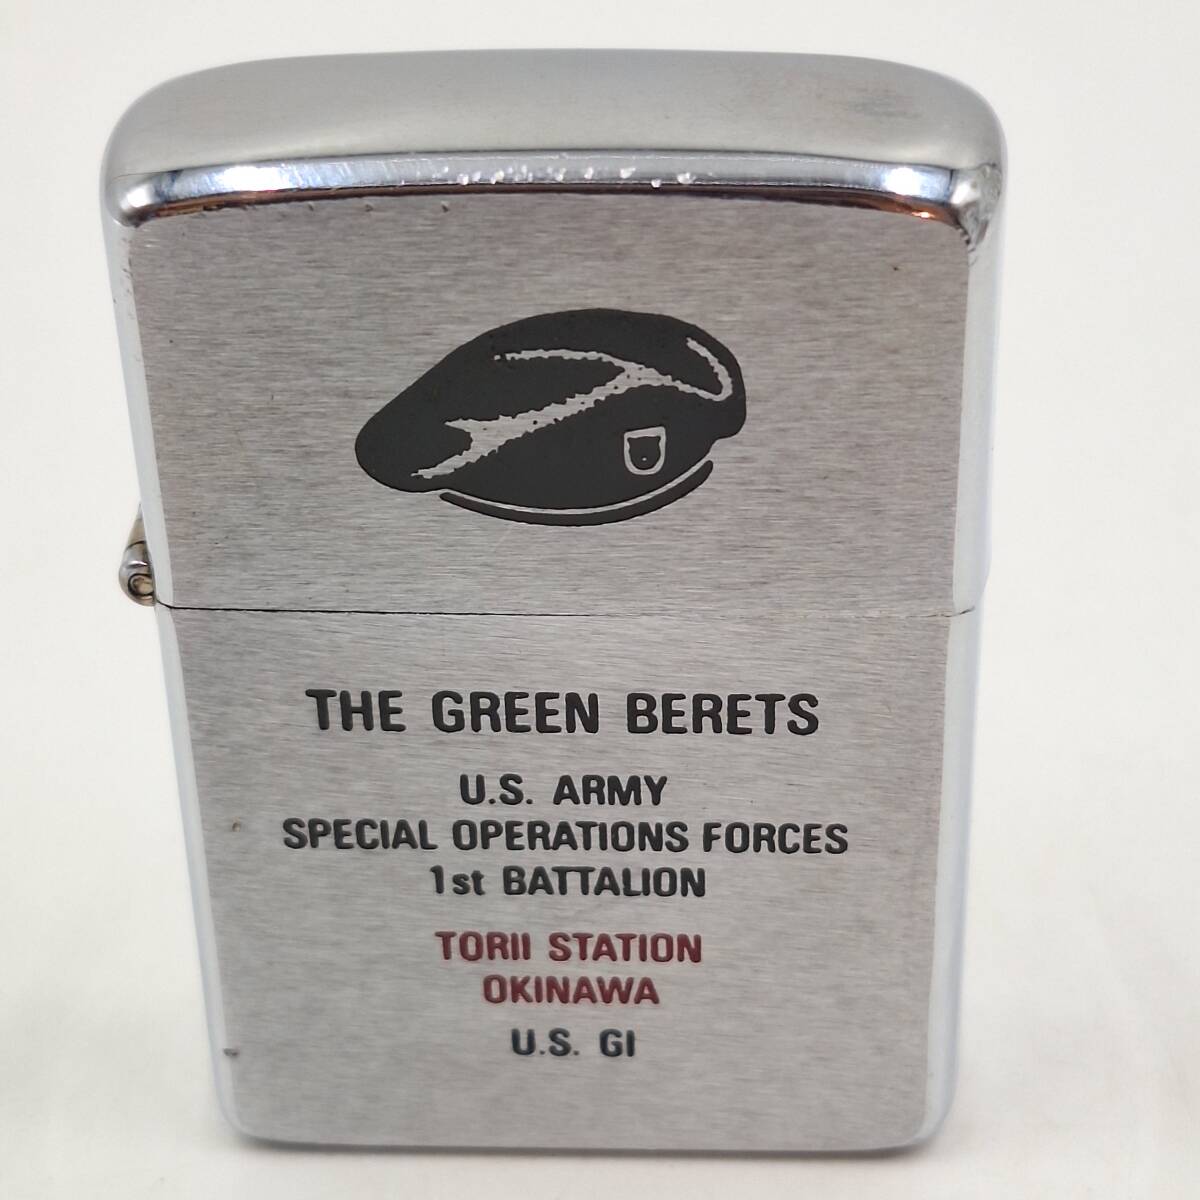 THE GREEN BERETS
U.S. ARMY
SPECIAL OPERATIONS FORCES
1st BATTALION
TORII STATION
OKINAWA
U.S. GI